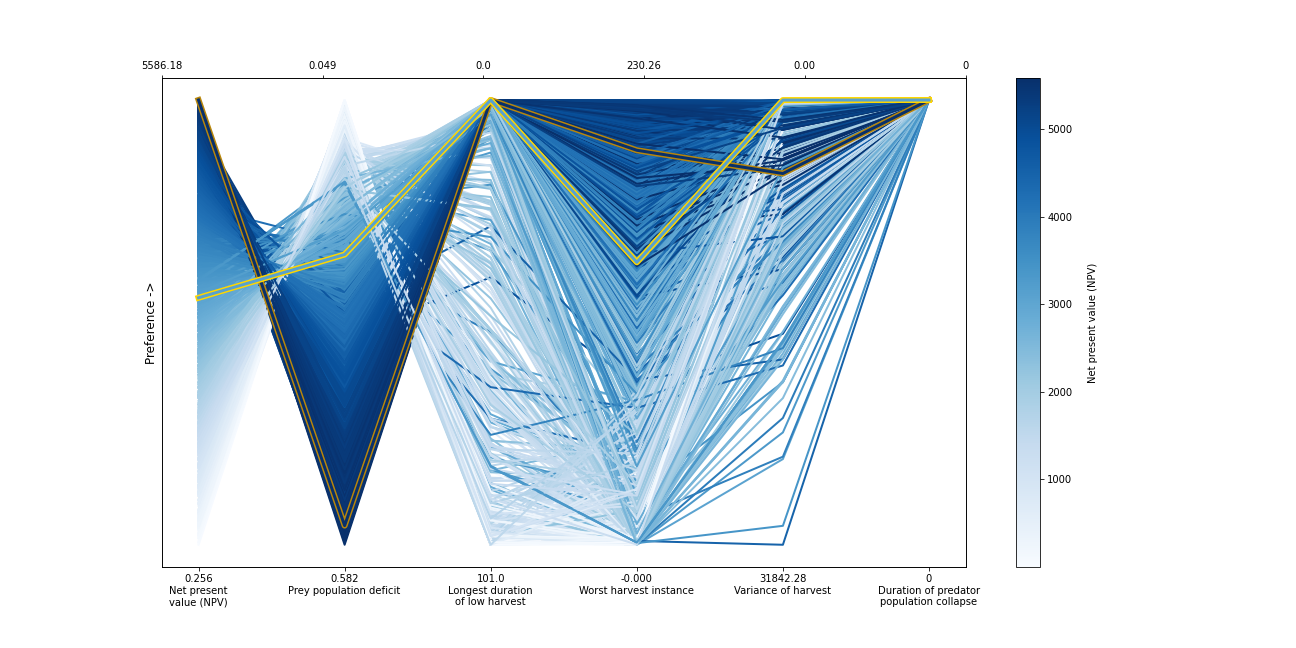 5586.18 0.049 0.0 230.26 0.00 0
Preference ->
0.256 0.582 101.0 -0.000 31842.28 0
Net present
value (NPV)
Prey population deficit
Longest duration
of low harvest
Worst harvest instance
Variance of harvest
Duration of predator
population collapse
5000
4000
3000
2000
1000
Net present value (NPV)